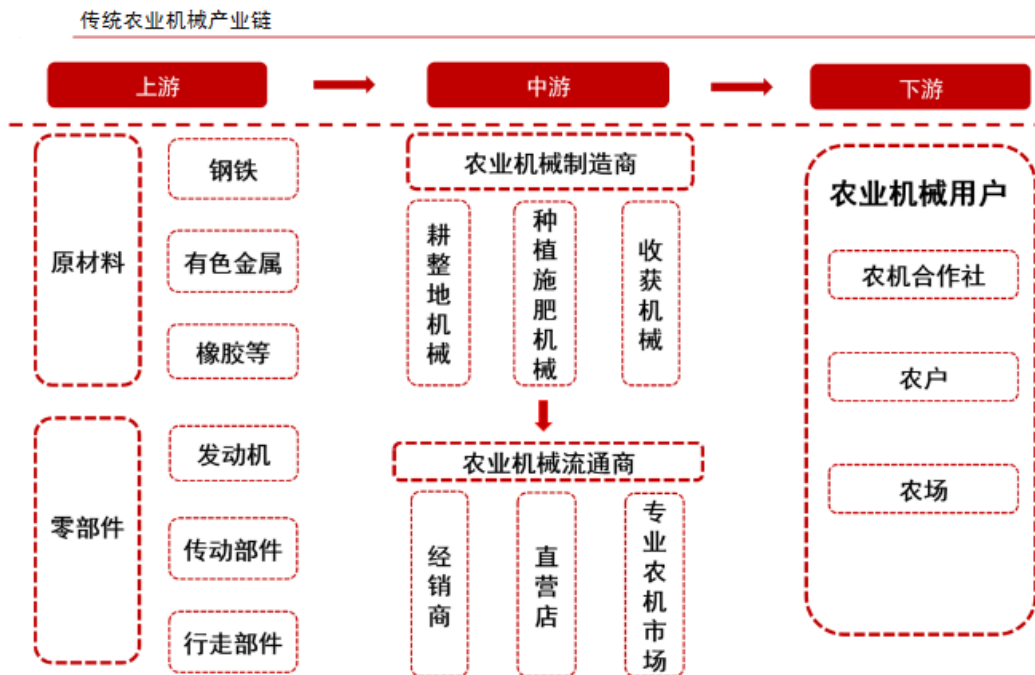 传统农业机械产业链
上游
中游
下游
原材料
钢铁
有色金属
橡胶等
零部件
发动机
传动部件
行走部件
农业机械制造商
耕整地机械
种植施肥机械
收获机械
农业机械流通商
经销商
直营店
专业农机市场
农业机械用户
农机合作社
农户
农场